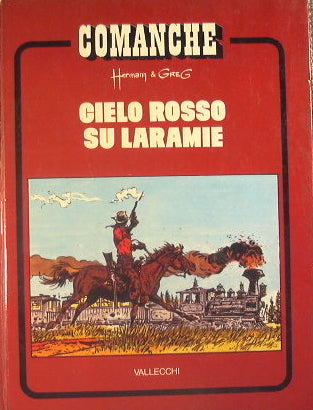 COMANCHE
Hermann & GREG
CIELO ROSSO
SU LARAMIE
VALLECCHI